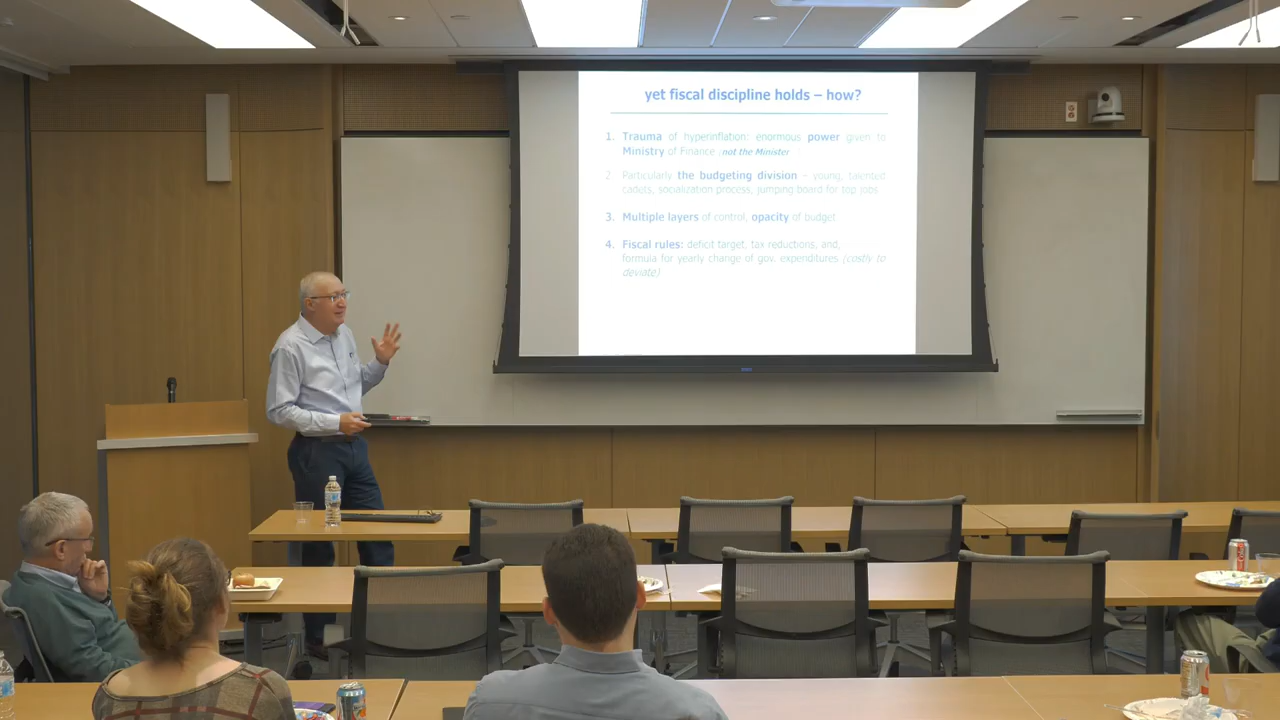 yet fiscal discipline holds – how?
1. Trauma of hyperinflation: enormous power given to
Ministry of Finance, not the Minister
2. Particularly the budgeting division – young, talented
cadets, socialization process, jumping board for top jobs
3. Multiple layers of control, opacity of budget
4. Fiscal rules: deficit target, tax reductions, and,
formula for yearly change of gov. expenditures (costly to
deviate)